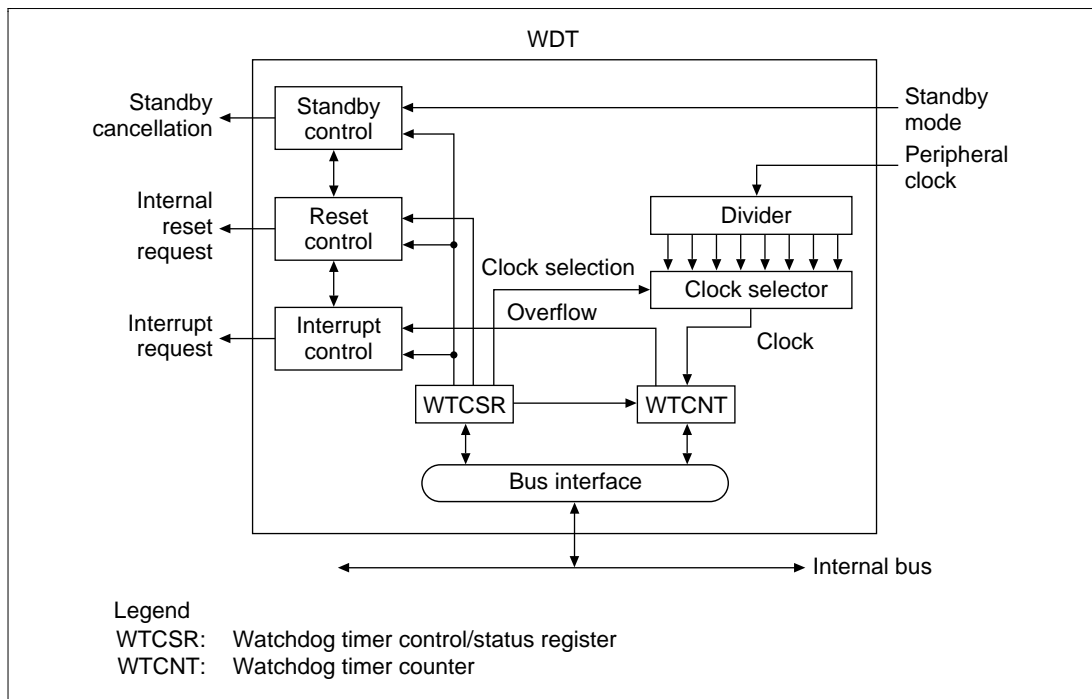 WDT
Standby
cancellation
Standby
control
Standby
mode
Peripheral
clock
Internal
reset
request
Reset
control
Divider
Clock selection
Clock selector
Overflow
Interrupt
request
Interrupt
control
Clock
WTCSR
WTCNT
Bus interface
Internal bus
Legend
WTCSR: Watchdog timer control/status register
WTCNT: Watchdog timer counter